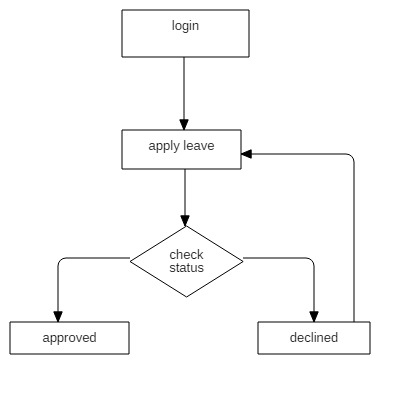 login
apply leave
check
status
approved
declined